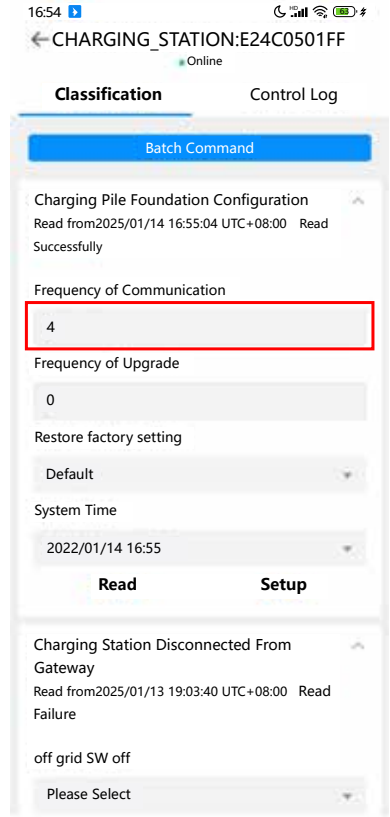 16:54
63
←CHARGING_STATION:E24C0501FF
Online
Classification Control Log
Batch Command
Charging Pile Foundation Configuration
Read from2025/01/14 16:55:04 UTC+08:00 Read
Successfully
Frequency of Communication
4
Frequency of Upgrade
0
Restore factory setting
Default
System Time
2022/01/14 16:55
Read Setup
Charging Station Disconnected From
Gateway
Read from2025/01/13 19:03:40 UTC+08:00 Read
Failure
off grid SW off
Please Select